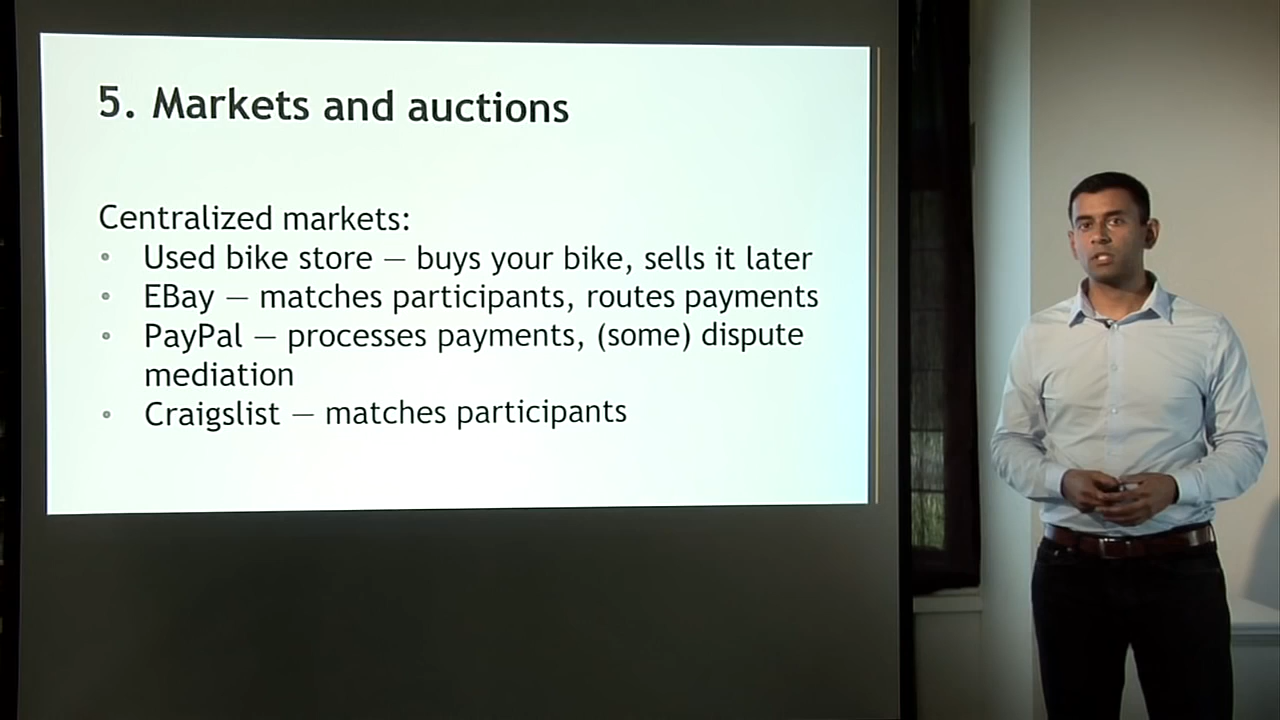 5. Markets and auctions
Centralized markets:
• Used bike store — buys your bike, sells it later
• EBay — matches participants, routes payments
• PayPal — processes payments, (some) dispute
mediation
• Craigslist — matches participants